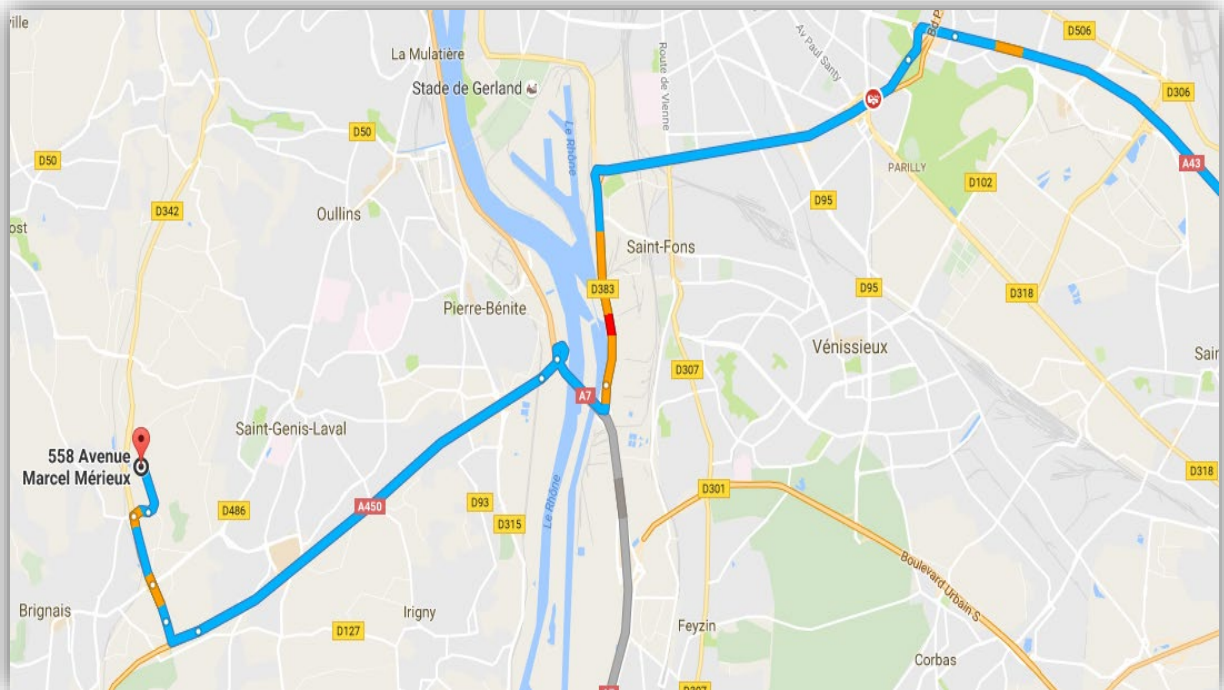 ville
La Mulatière
Av Paul Santy
D506
Stade de Gerland
Route de Vienne
D306
D50
Le Rhône
D50
A43
PARILLY
D102
D342
Oullins
D95
ost
Saint-Fons
D383
D95
D318
Pierre-Bénite
Vénissieux
Sain
D307
A7
Saint-Genis-Laval
558 Avenue
Marcel Mérieux
D318
D301
D93
A450
D486
Le Rhône
D315
Boulevard Urbain S
Brignais
Irigny
D127
Feyzin
Corbas
D307